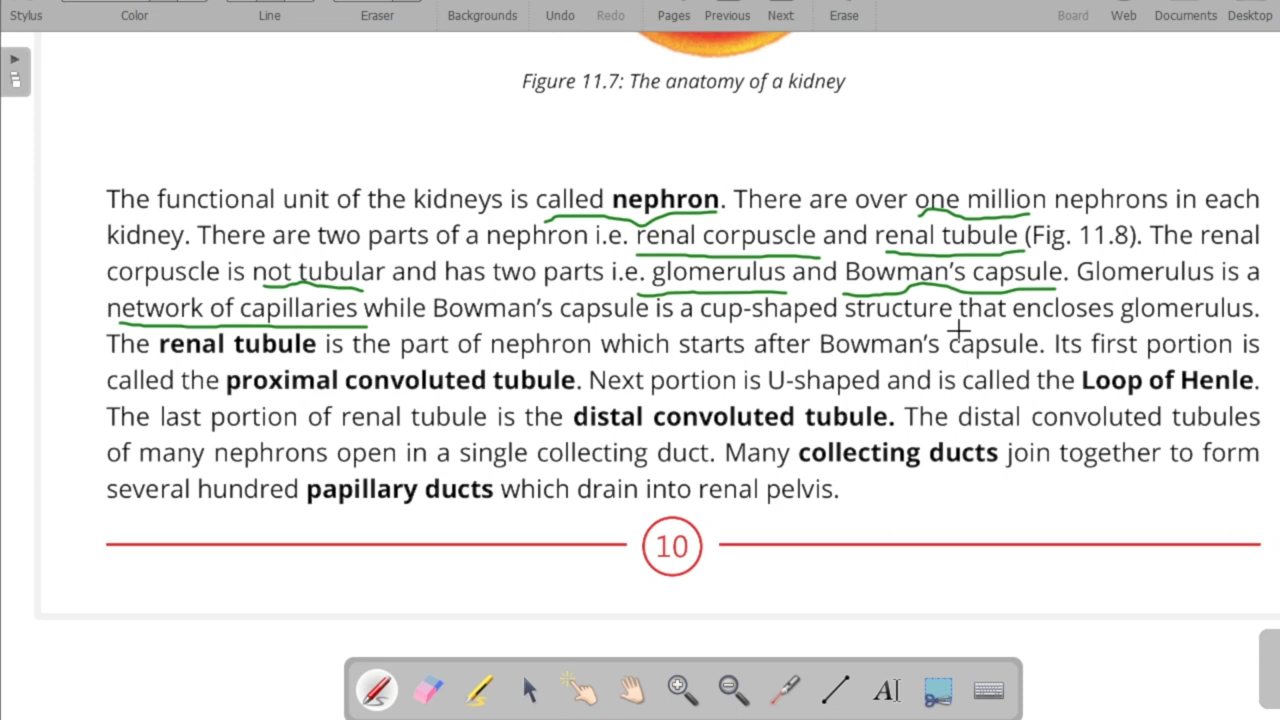 Stylus Color Line Eraser Backgrounds Undo Redo Pages Previous Next Erase Board Web Documents Desktop
Figure 11.7: The anatomy of a kidney
The functional unit of the kidneys is called nephron. There are over one million nephrons in each
kidney. There are two parts of a nephron i.e. renal corpuscle and renal tubule (Fig. 11.8). The renal
corpuscle is not tubular and has two parts i.e. glomerulus and Bowman's capsule. Glomerulus is a
network of capillaries while Bowman's capsule is a cup-shaped structure that encloses glomerulus.
The renal tubule is the part of nephron which starts after Bowman's capsule. Its first portion is
called the proximal convoluted tubule. Next portion is U-shaped and is called the Loop of Henle.
The last portion of renal tubule is the distal convoluted tubule. The distal convoluted tubules
of many nephrons open in a single collecting duct. Many collecting ducts join together to form
several hundred papillary ducts which drain into renal pelvis.
10
AI